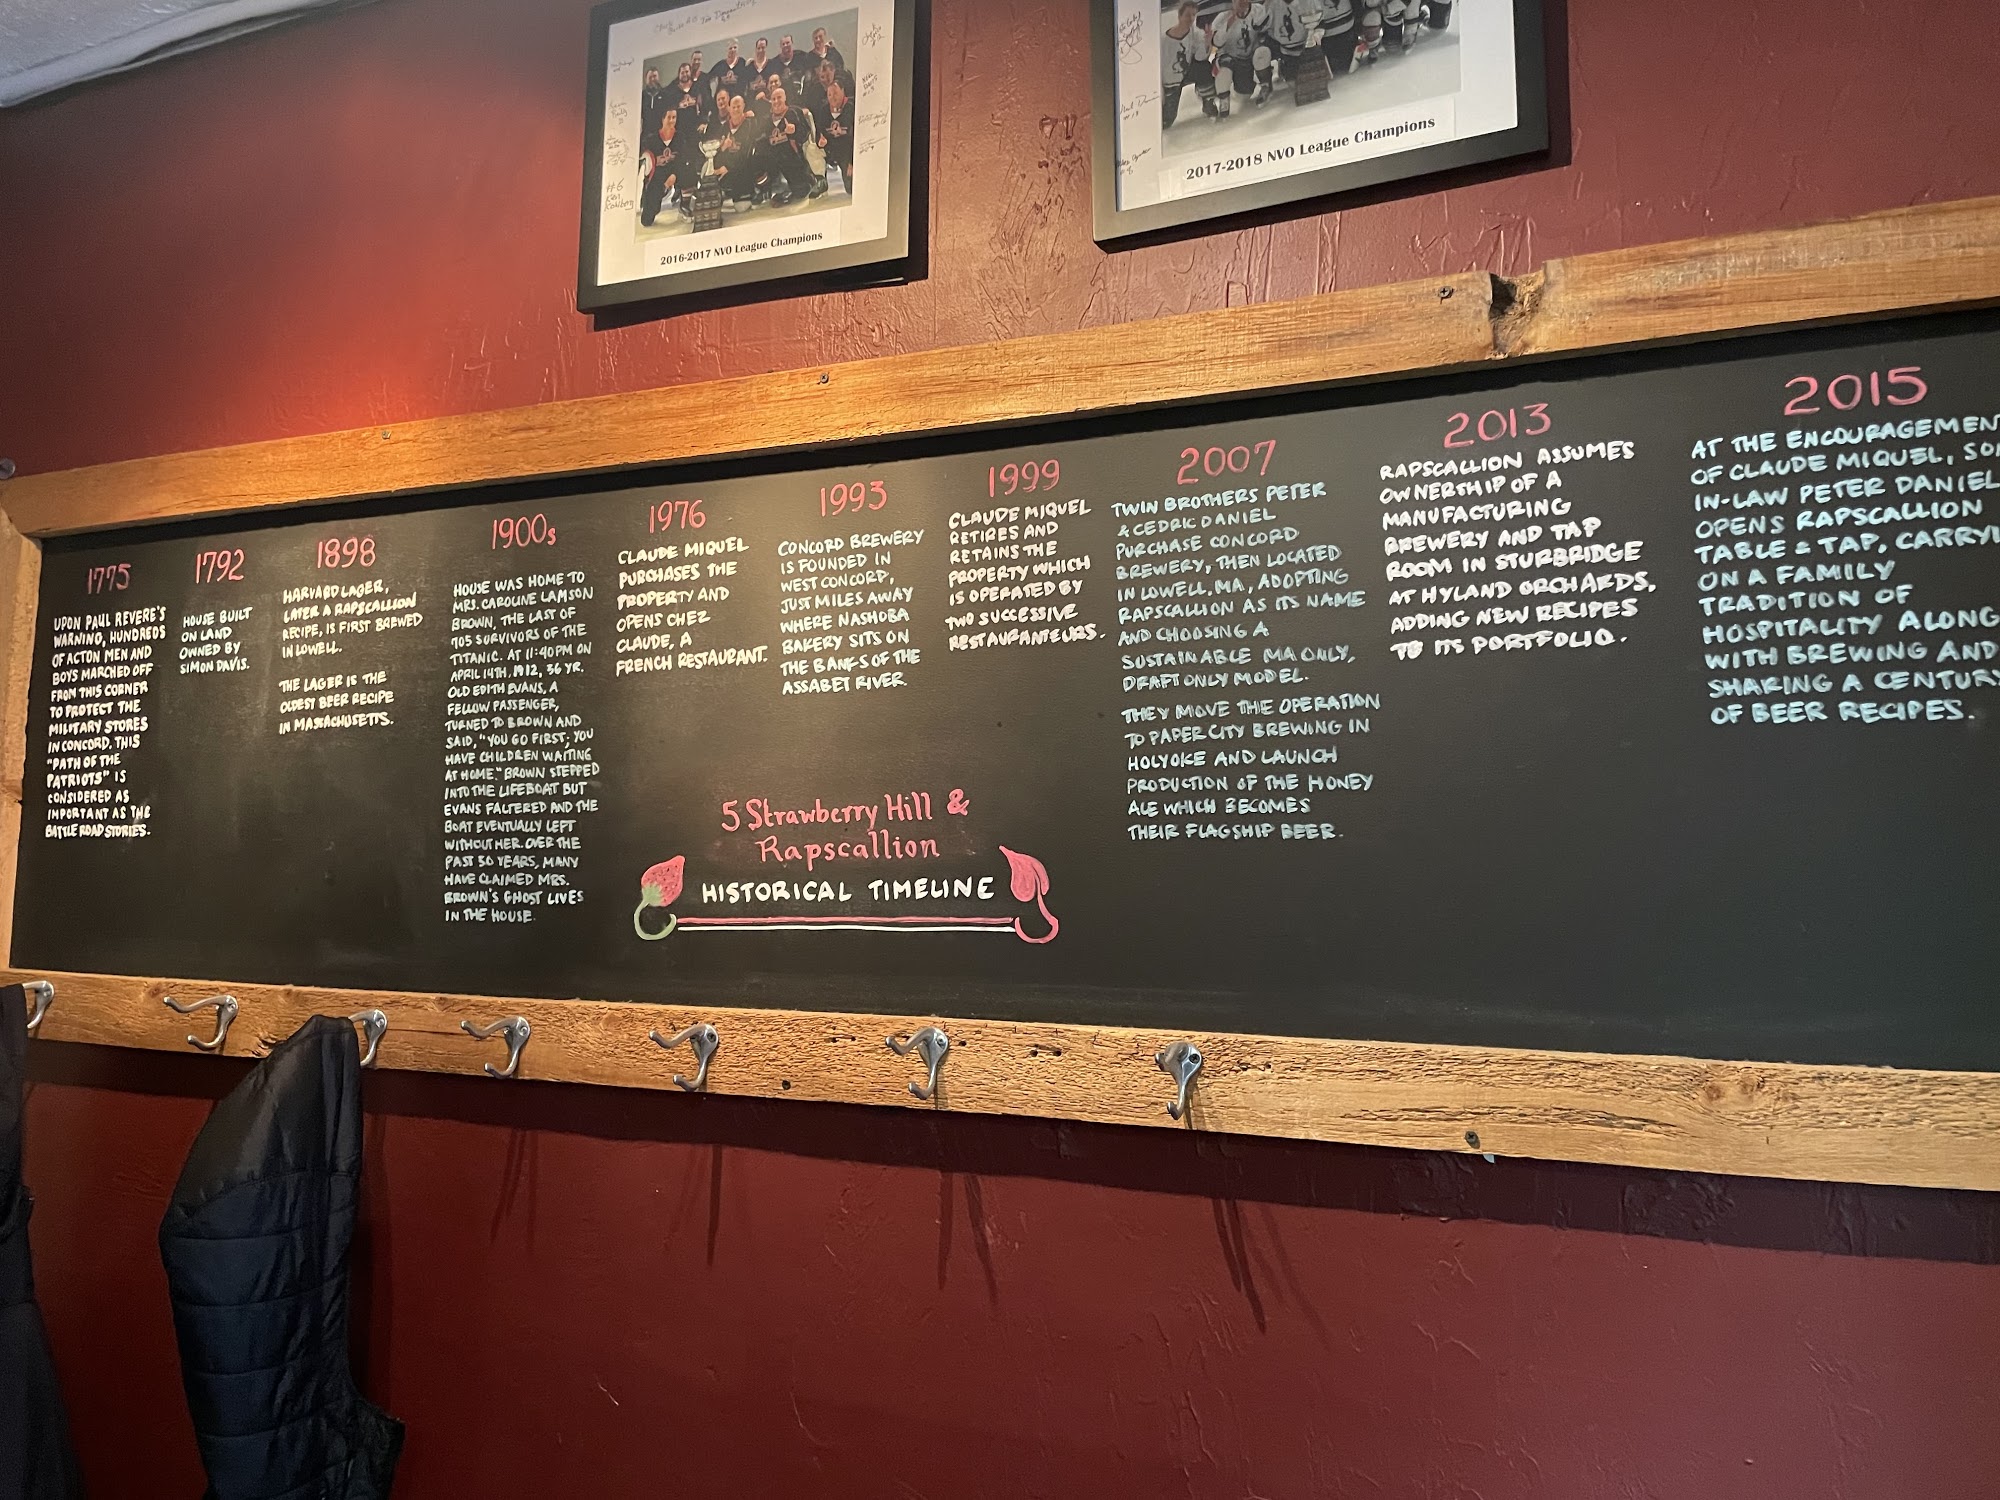 #6
2016-2017 NVO League Champions
2017-2018 NVO League Champions
1775
UPON PAUL REVERE'S
WARNING, HUNDREDS
OF ACTON MEN AND
BOYS MARCHED OFF
FROM THIS CORNER
TO PROTECT THE
MILITARY STORES
IN CONCORD. THIS
"PATH OF THE
PATRIOTS" IS
CONSIDERED AS
IMPORTANT AS THE
BATTLE ROAD STORIES.
1792
HOUSE BUILT
ON LAND
OWNED BY
SIMON DAVIS.
1898
HARVARD LAGER,
LATER A RAPSCALLION
RECIPE, IS FIRST BREWED
IN LOWELL.
THE LAGER IS THE
OLDEST BEER RECIPE
IN MASSACHUSETTS.
1900s
HOUSE WAS HOME TO
MRS. CAROLINE LAMSON
BROWN, THE LAST OF
705 SURVIVORS OF THE
TITANIC. AT 11:40PM ON
APRIL 14TH, 1912, 36 YR.
OLD EDITH EVANS, A
FELLOW PASSENGER,
TURNED TO BROWN AND
SAID, "YOU GO FIRST; YOU
HAVE CHILDREN WAITING
AT HOME." BROWN STEPPED
INTO THE LIFEBOAT BUT
EVANS FALTERED AND THE
BOAT EVENTUALLY LEFT
WITHOUT HER. OVER THE
PAST 30 YEARS, MANY
HAVE CLAIMED MRS.
BROWN'S GHOST LIVES
IN THE HOUSE.
1976
CLAUDE MIQUEL
PURCHASES THE
PROPERTY AND
OPENS CHEZ
CLAUDE, A
FRENCH RESTAURANT.
1993
CONCORD BREWERY
IS FOUNDED IN
WEST CONCORD,
JUST MILES AWAY
WHERE NASHOBA
BAKERY SITS ON
THE BANKS OF THE
ASSABET RIVER.
1999
CLAUDE MIQUEL
RETIRES AND
RETAINS THE
PROPERTY WHICH
IS OPERATED BY
TWO SUCCESSIVE
RESTAURANTEURS.
2007
TWIN BROTHERS PETER
& CEDRIC DANIEL
PURCHASE CONCORD
BREWERY, THEN LOCATED
IN LOWELL, MA, ADOPTING
RAPSCALLION AS ITS NAME
AND CHOOSING A
SUSTAINABLE MA ONLY,
DRAFT ONLY MODEL.
THEY MOVE THE OPERATION
TO PAPER CITY BREWING IN
HOLYOKE AND LAUNCH
PRODUCTION OF THE HONEY
ALE WHICH BECOMES
THEIR FLAGSHIP BEER.
2013
RAPSCALLION ASSUMES
OWNERSHIP OF A
MANUFACTURING
BREWERY AND TAP
ROOM IN STURBRIDGE
AT HYLAND ORCHARDS,
ADDING NEW RECIPES
TO ITS PORTFOLIO.
2015
AT THE ENCOURAGEMEN
OF CLAUDE MIQUEL, SO
IN-LAW PETER DANIEL
OPENS RAPSCALLION
TABLE & TAP, CARRYI
ON A FAMILY
TRADITION OF
HOSPITALITY ALONG
WITH BREWING AND
SHARING A CENTURY
OF BEER RECIPES.
5 Strawberry Hill &
Rapscallion
HISTORICAL TIMELINE